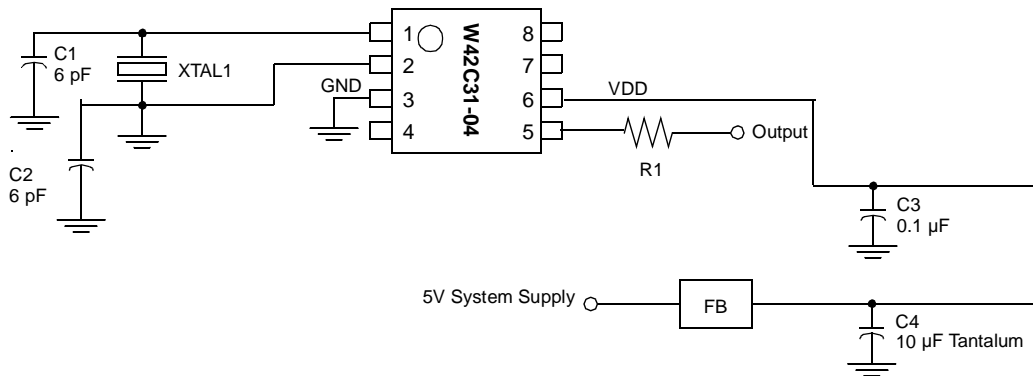 C1
6 pF
XTAL1
C2
6 pF
GND
1
2
3
4
W42C31-04
8
7
6
5
VDD
R1
Output
C3
0.1 µF
5V System Supply
FB
C4
10 µF Tantalum